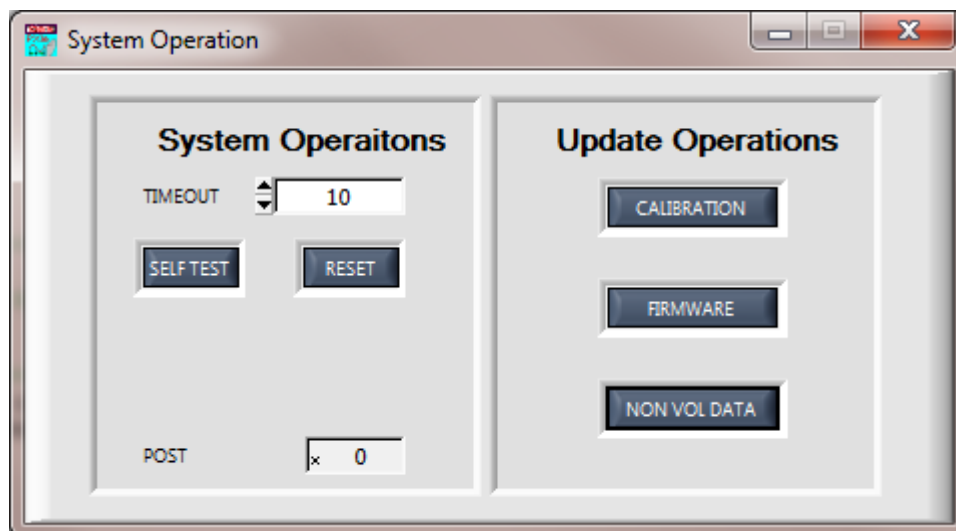 System Operation
System Operaitons
TIMEOUT 10
SELF TEST RESET
POST x 0
Update Operations
CALIBRATION
FIRMWARE
NON VOL DATA